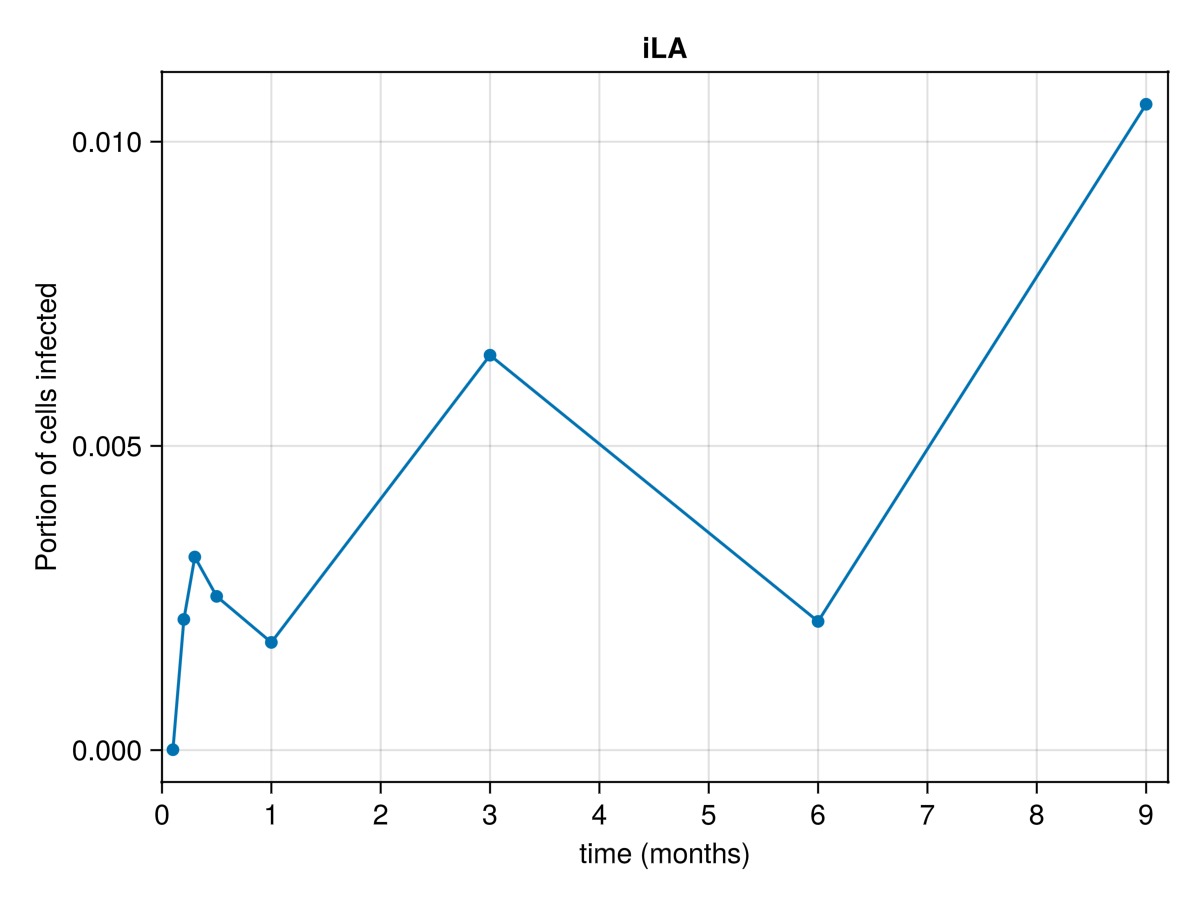 iLA
0.010
0.005
0.000
Portion of cells infected
0 1 2 3 4 5 6 7 8 9
time (months)